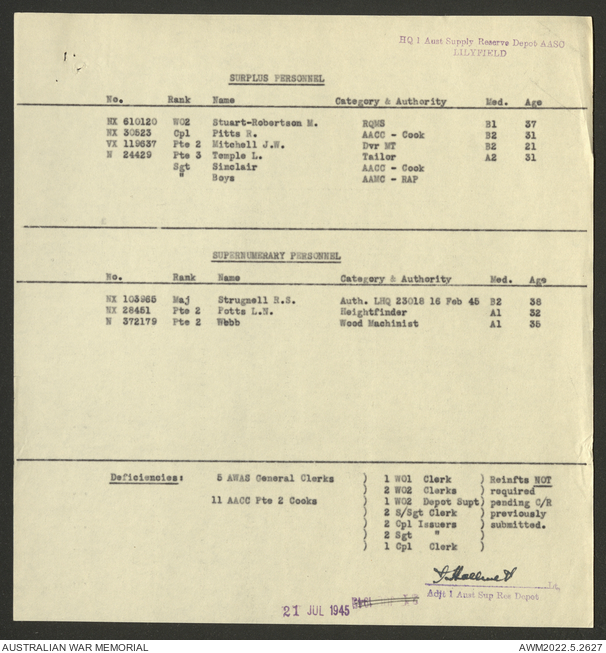 HQ 1 Aust Supply Reserve Depot AASC
LILYFIELD
SURPLUS PERSONNEL
No. Rank Name Category & Authority Med. Age
NX 610120 WO2 Stuart-Robertson M. RQMS B1 37
NX 30523 Cpl Pitts R. AACC - Cook B2 31
VX 119637 Pte 2 Mitchell J.W. Dvr MT B2 21
N 24429 Pte 3 Temple L. Tailor A2 31
Sgt Sinclair AACC - Cook
" Boys AAMC - RAP
SUPERNUMERARY PERSONNEL
No. Rank Name Category & Authority Med. Age
NX 103965 Maj Strugnell R.S. Auth. LHQ 23018 16 Feb 45 B2 38
NX 28451 Pte 2 Potts L.N. Heightfinder A1 32
N 372179 Pte 2 Webb Wood Machinist A1 35
Deficiencies: 5 AWAS General Clerks ) 1 WO1 Clerk ) Reinfts NOT
) 2 WO2 Clerks ) required
11 AACC Pte 2 Cooks ) 1 WO2 Depot Supt) pending C/R
) 2 S/Sgt Clerk ) previously
) 2 Cpl Issuers ) submitted.
) 2 Sgt " )
) 1 Cpl Clerk )
Lt.
Adjt 1 Aust Sup Res Depot
21 JUL 1945
AUSTRALIAN WAR MEMORIAL AWM2022.5.2627